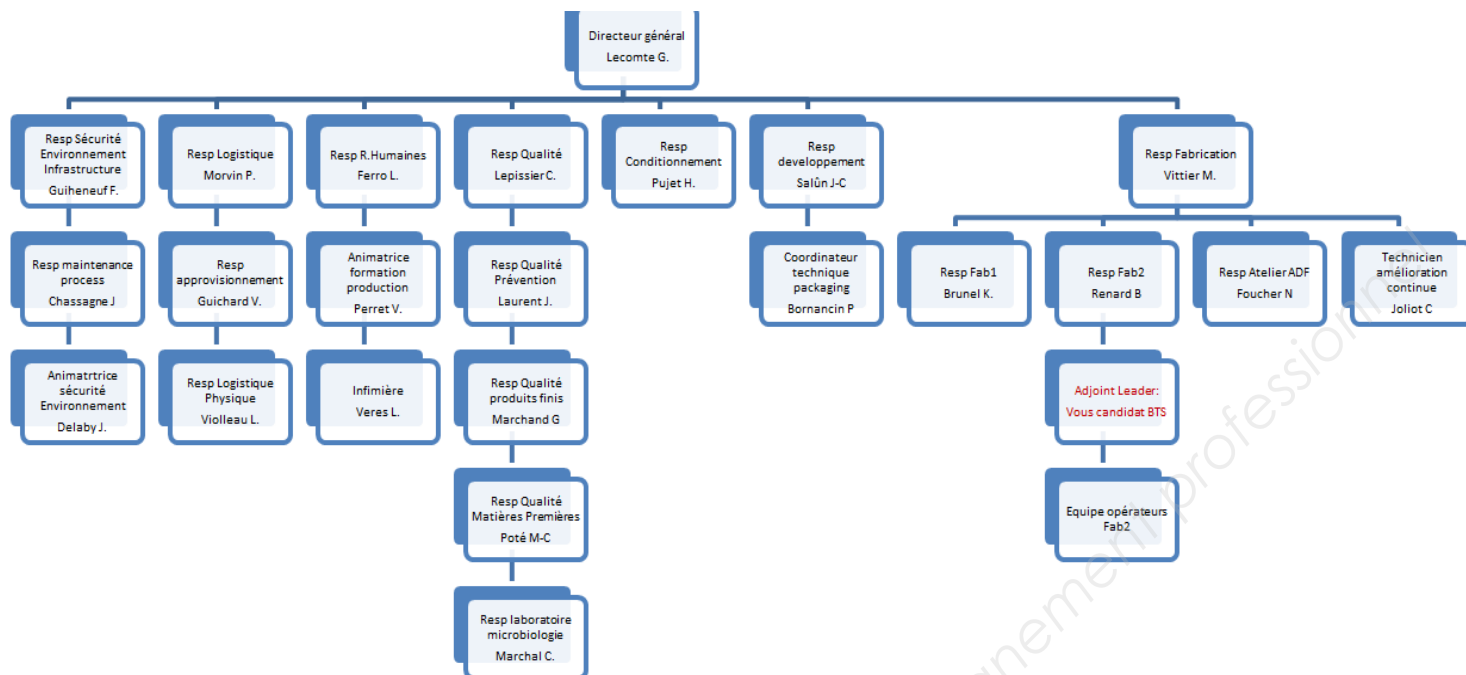 Directeur général
Lecomte G.
Resp Sécurité
Environnement
Infrastructure
Guiheneuf F.
Resp Logistique
Morvin P.
Resp R.Humaines
Ferro L.
Resp Qualité
Lepissier C.
Resp
Conditionnement
Pujet H.
Resp
developpement
Salûn J-C
Resp Fabrication
Vittier M.
Resp maintenance
process
Chassagne J
Resp
approvisionnement
Guichard V.
Animatrice
formation
production
Perret V.
Resp Qualité
Prévention
Laurent J.
Coordinateur
technique
packaging
Bornancin P
Resp Fab1
Brunel K.
Resp Fab2
Renard B
Resp Atelier ADF
Foucher N
Technicien
amélioration
continue
Joliot C
Animatrtrice
sécurité
Environnement
Delaby J.
Resp Logistique
Physique
Violleau L.
Infimière
Veres L.
Resp Qualité
produits finis
Marchand G
Adjoint Leader:
Vous candidat BTS
Resp Qualité
Matières Premières
Poté M-C
Equipe opérateurs
Fab2
Resp laboratoire
microbiologie
Marchal C.
gnement professionnel